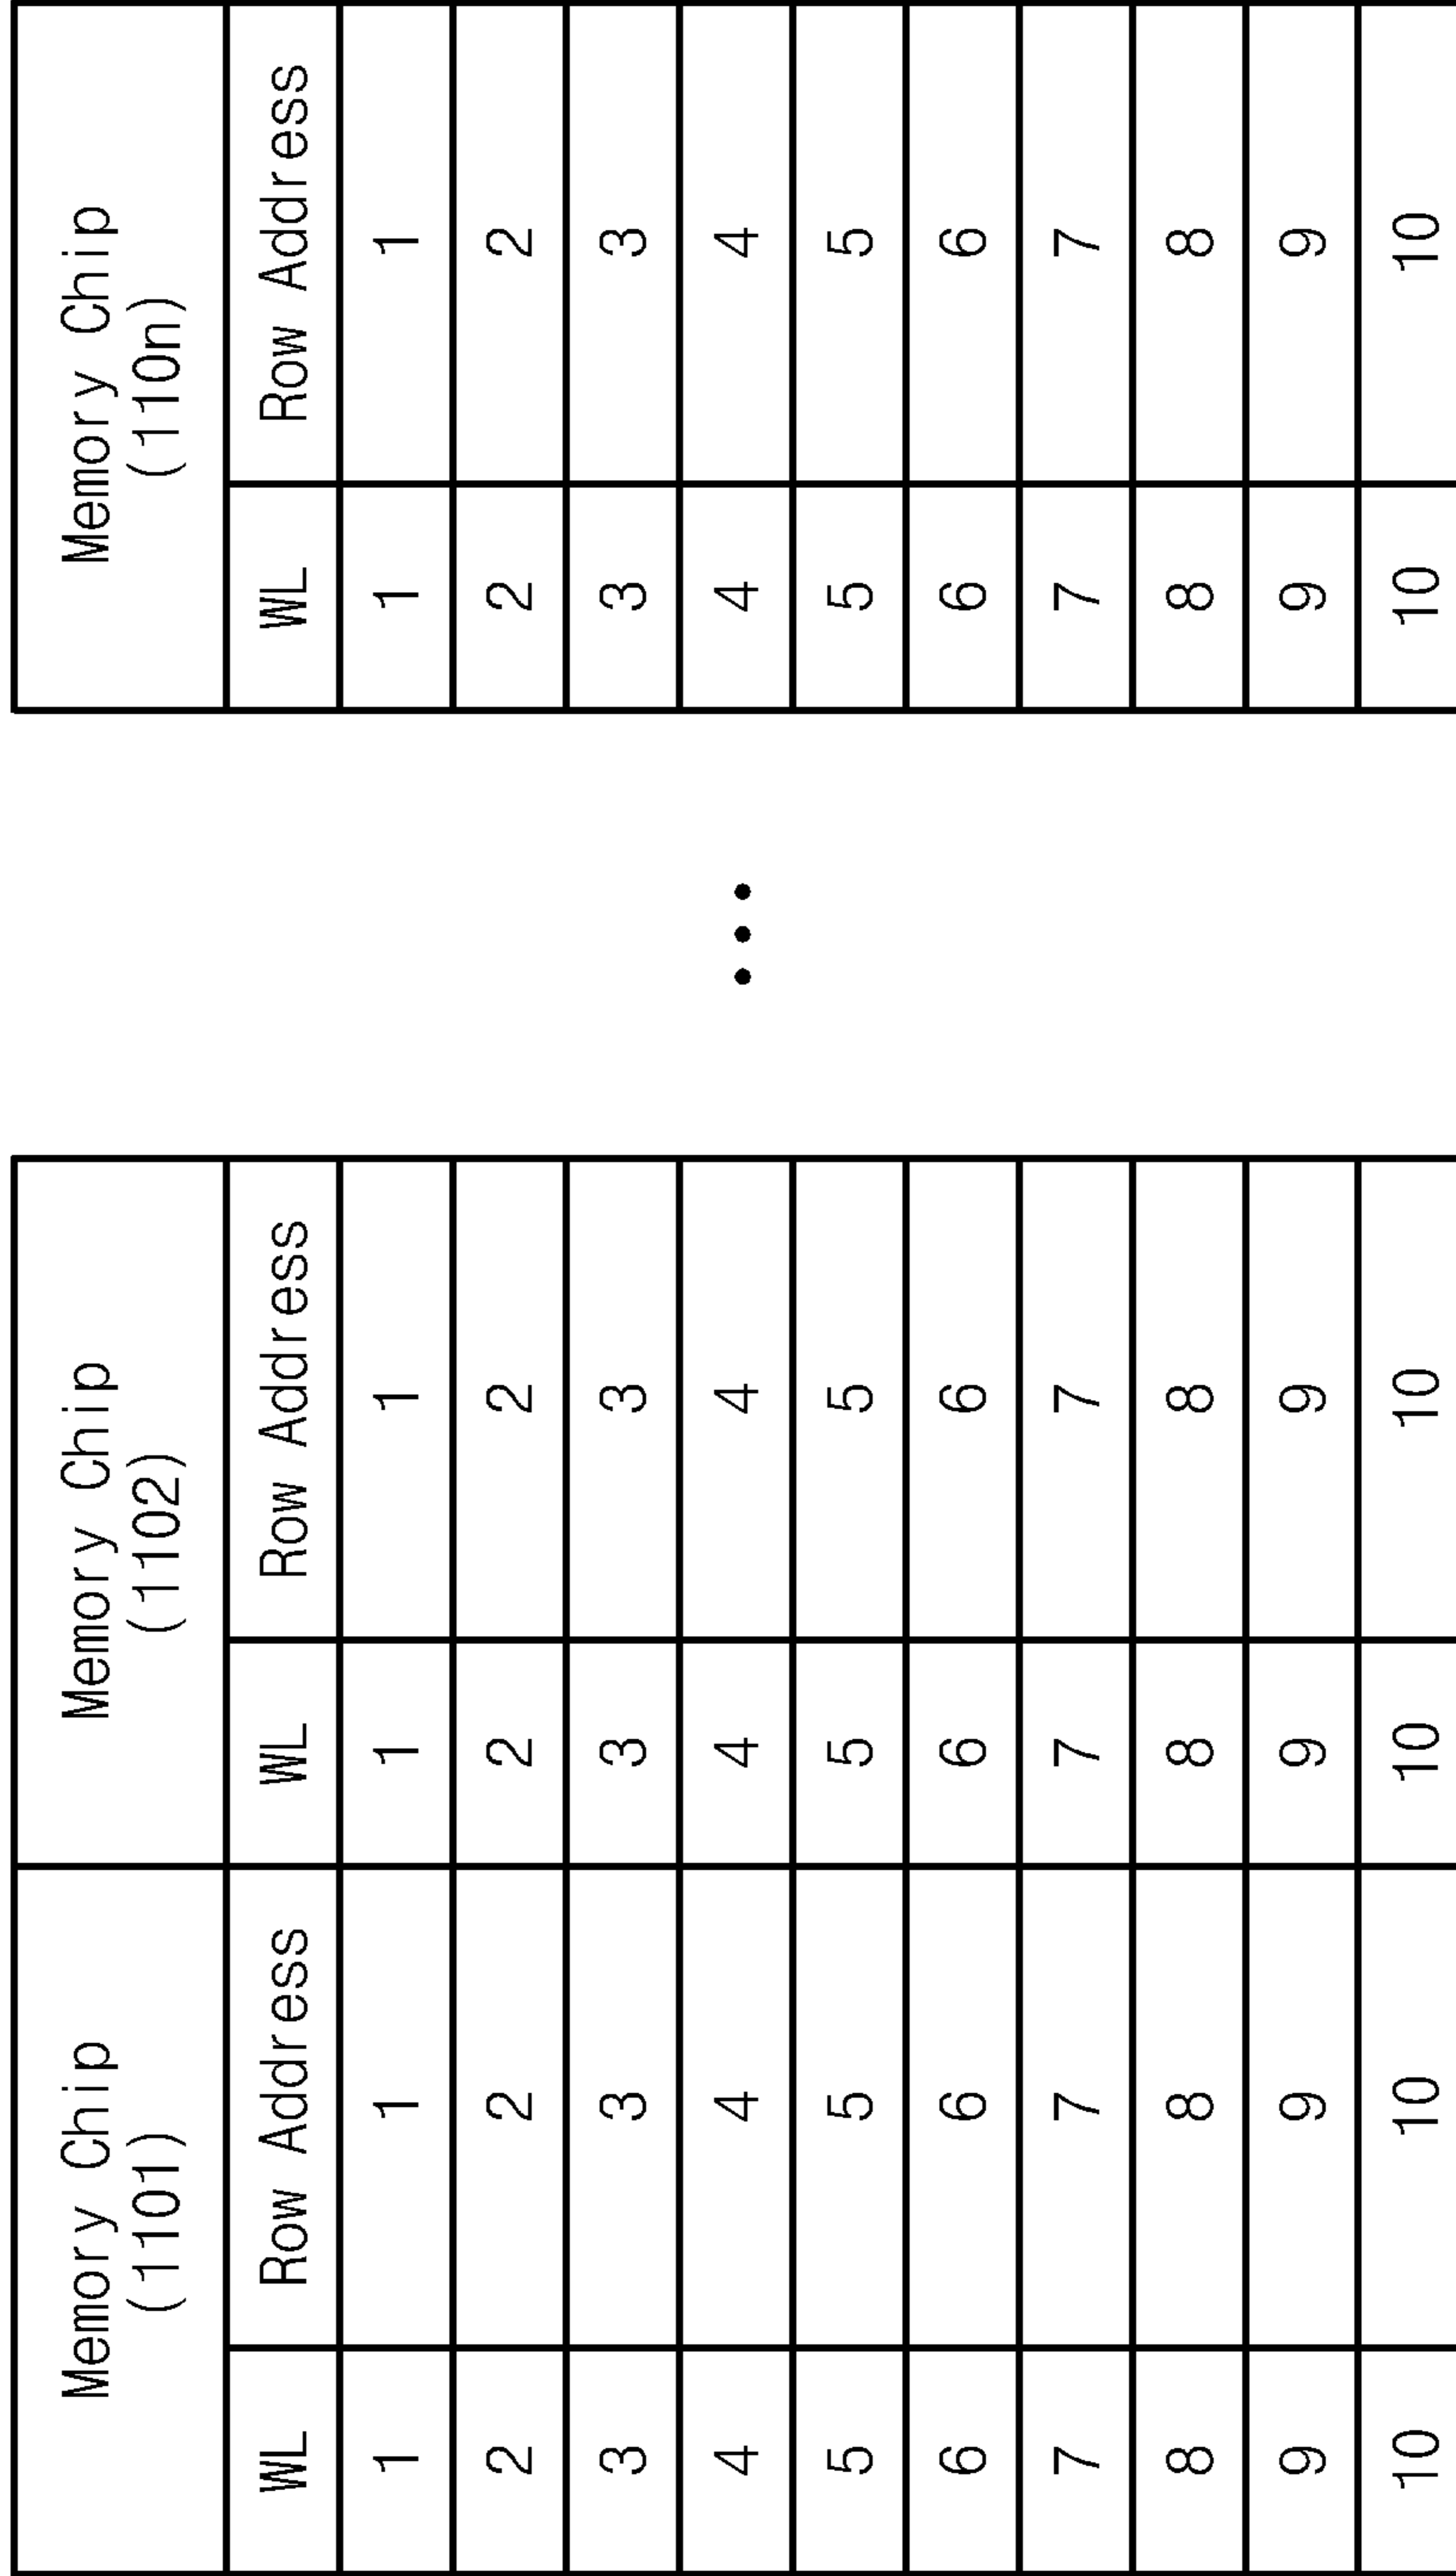 Memory Chip Memory Chip Memory Chip
(1101) (1102) (110n)
WL Row Address WL Row Address ••• WL Row Address
1 1 1 1 1 1
2 2 2 2 2 2
3 3 3 3 3 3
4 4 4 4 4 4
5 5 5 5 5 5
6 6 6 6 6 6
7 7 7 7 7 7
8 8 8 8 8 8
9 9 9 9 9 9
10 10 10 10 10 10